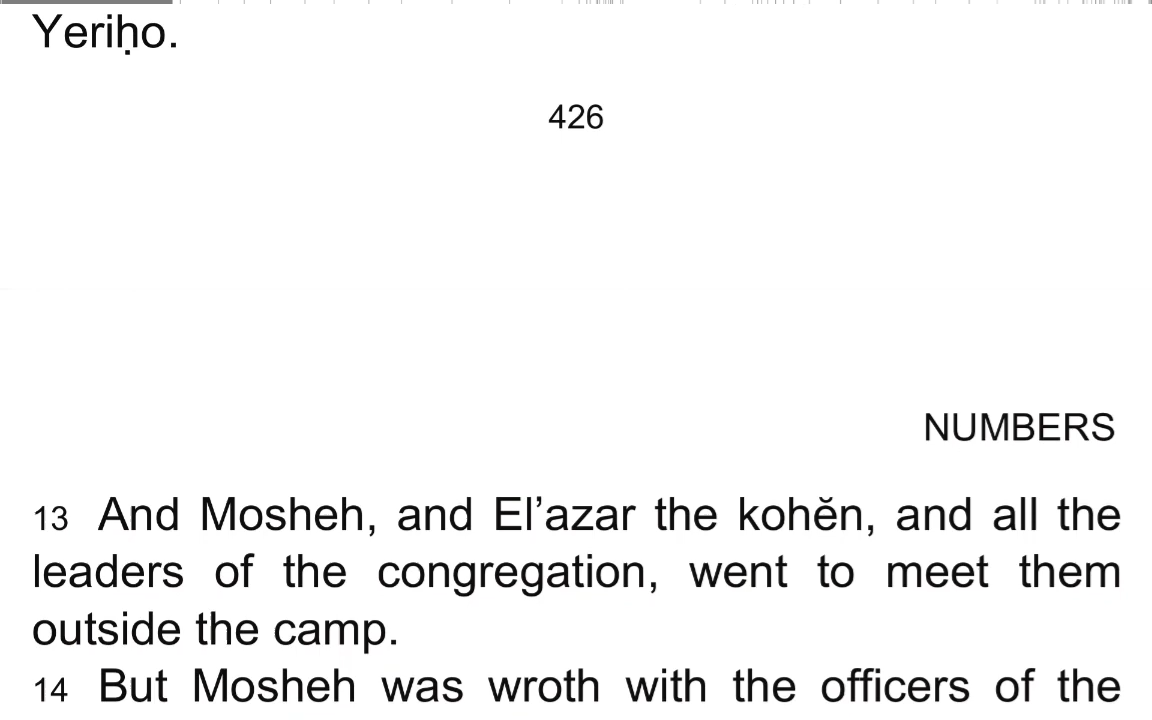 Yeriḥo.
426
NUMBERS
13 And Mosheh, and El’azar the kohĕn, and all the
leaders of the congregation, went to meet them
outside the camp.
14 But Mosheh was wroth with the officers of the